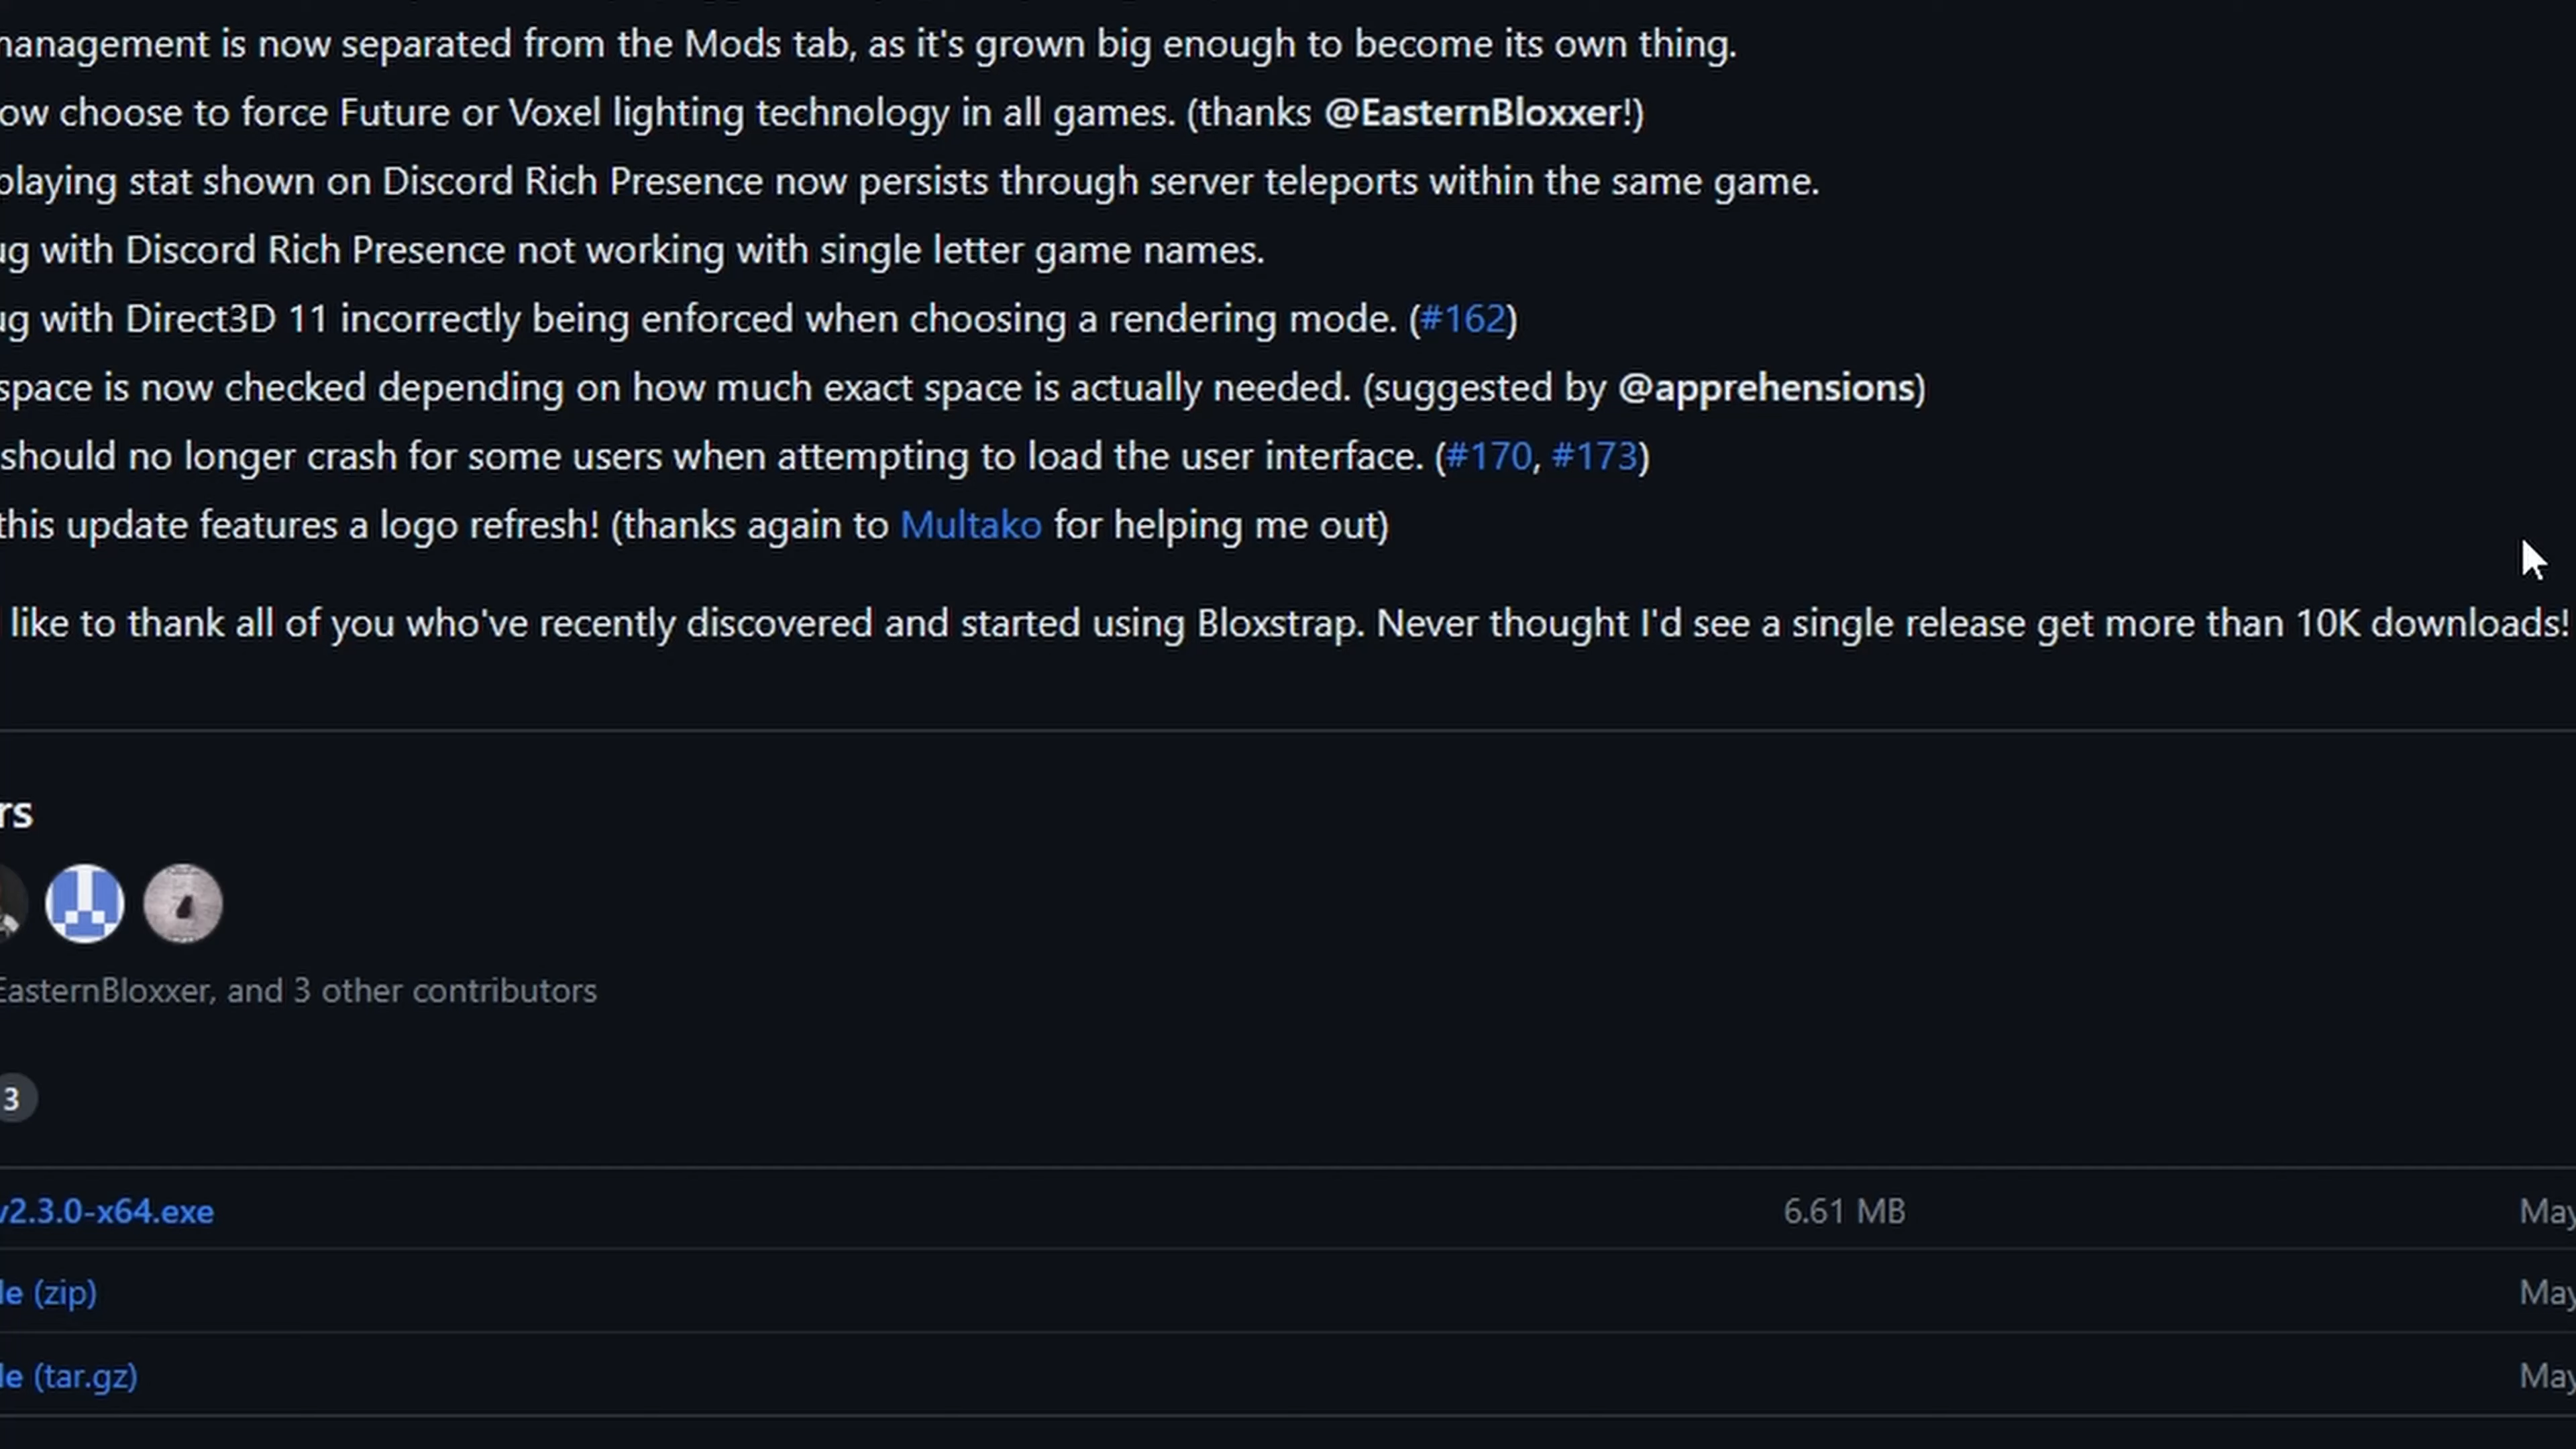 management is now separated from the Mods tab, as it's grown big enough to become its own thing.
ow choose to force Future or Voxel lighting technology in all games. (thanks @EasternBloxxer!)
playing stat shown on Discord Rich Presence now persists through server teleports within the same game.
ug with Discord Rich Presence not working with single letter game names.
ug with Direct3D 11 incorrectly being enforced when choosing a rendering mode. (#162)
space is now checked depending on how much exact space is actually needed. (suggested by @apprehensions)
should no longer crash for some users when attempting to load the user interface. (#170, #173)
this update features a logo refresh! (thanks again to Multako for helping me out)
like to thank all of you who've recently discovered and started using Bloxstrap. Never thought I'd see a single release get more than 10K downloads!
rs
EasternBloxxer, and 3 other contributors
3
v2.3.0-x64.exe 6.61 MB May
de (zip) May
de (tar.gz) May